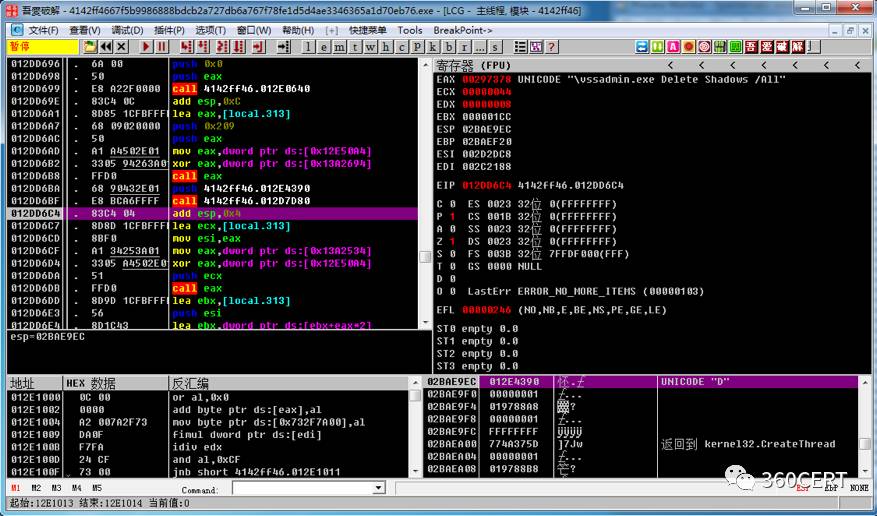 吾愛破解 - 4142ff4667f5b9986888bdcb2a727db6a767f78fe1d5d4ae3346365a1d70eb76.exe - [LCG - 主线程, 模块 - 4142ff46]
文件(F) 查看(V) 调试(D) 插件(P) 选项(T) 窗口(W) 帮助(H) [+] 快捷菜单 Tools BreakPoint->
暂停 l e m t w h c p k b r ... s
吾 爱 破 解
012DD696 . 6A 00 push 0x0
012DD698 . 50 push eax
012DD699 . E8 A22F0000 call 4142ff46.012E0640
012DD69E . 83C4 0C add esp,0xC
012DD6A1 . 8D85 1CFBFFFF lea eax,[local.313]
012DD6A7 . 68 09020000 push 0x209
012DD6AC . 50 push eax
012DD6AD . A1 A4502E01 mov eax,dword ptr ds:[0x12E50A4]
012DD6B2 . 3305 94263A01 xor eax,dword ptr ds:[0x13A2694]
012DD6B8 . FFD0 call eax
012DD6BA . 68 90432E01 push 4142ff46.012E4390
012DD6BF . E8 BCA6FFFF call 4142ff46.012D7D80
012DD6C4 . 83C4 04 add esp,0x4
012DD6C7 . 8D8D 1CFBFFFF lea ecx,[local.313]
012DD6CD . 8BF0 mov esi,eax
012DD6CF . A1 34253A01 mov eax,dword ptr ds:[0x13A2534]
012DD6D4 . 3305 A4502E01 xor eax,dword ptr ds:[0x12E50A4]
012DD6DA . 51 push ecx
012DD6DB . FFD0 call eax
012DD6DD . 8D9D 1CFBFFFF lea ebx,[local.313]
012DD6E3 . 56 push esi
012DD6E4 . 8D1C43 lea ebx,dword ptr ds:[ebx+eax*2]
esp=02BAE9EC
寄存器 (FPU) < < < < < < <
EAX 00297378 UNICODE "\vssadmin.exe Delete Shadows /All"
ECX 00000044
EDX 00000008
EBX 000001CC
ESP 02BAE9EC
EBP 02BAEF20
ESI 002D2DC8
EDI 002C2188
EIP 012DD6C4 4142ff46.012DD6C4
C 0 ES 0023 32位 0(FFFFFFFF)
P 1 CS 001B 32位 0(FFFFFFFF)
A 0 SS 0023 32位 0(FFFFFFFF)
Z 1 DS 0023 32位 0(FFFFFFFF)
S 0 FS 003B 32位 7FFDF000(FFF)
T 0 GS 0000 NULL
D 0
O 0 LastErr ERROR_NO_MORE_ITEMS (00000103)
EFL 00000246 (NO,NB,E,BE,NS,PE,GE,LE)
ST0 empty 0.0
ST1 empty 0.0
ST2 empty 0.0
ST3 empty 0.0
地址 HEX 数据 反汇编
012E1000 0C 00 or al,0x0
012E1002 0000 add byte ptr ds:[eax],al
012E1004 A2 007A2F73 mov byte ptr ds:[0x732F7A00],al
012E1009 DA0F fimul dword ptr ds:[edi]
012E100B F7FA idiv edx
012E100D 24 CF and al,0xCF
012E100F 73 00 jnb short 4142ff46.012E1011
02BAE9EC 012E4390 UNICODE "D"
02BAE9F0 00000001
02BAE9F4 019788A8
02BAE9F8 00000001
02BAE9FC FFFFFFFF ÿÿÿÿ
02BAEA00 774A375D ]7Jw 返回到 kernel32.CreateThread
02BAEA04 00000001
02BAEA08 019788B8
M1 M2 M3 M4 M5 Command: ESP EBP NONE
起始:12E1013 结束:12E1014 当前值:0
360CERT